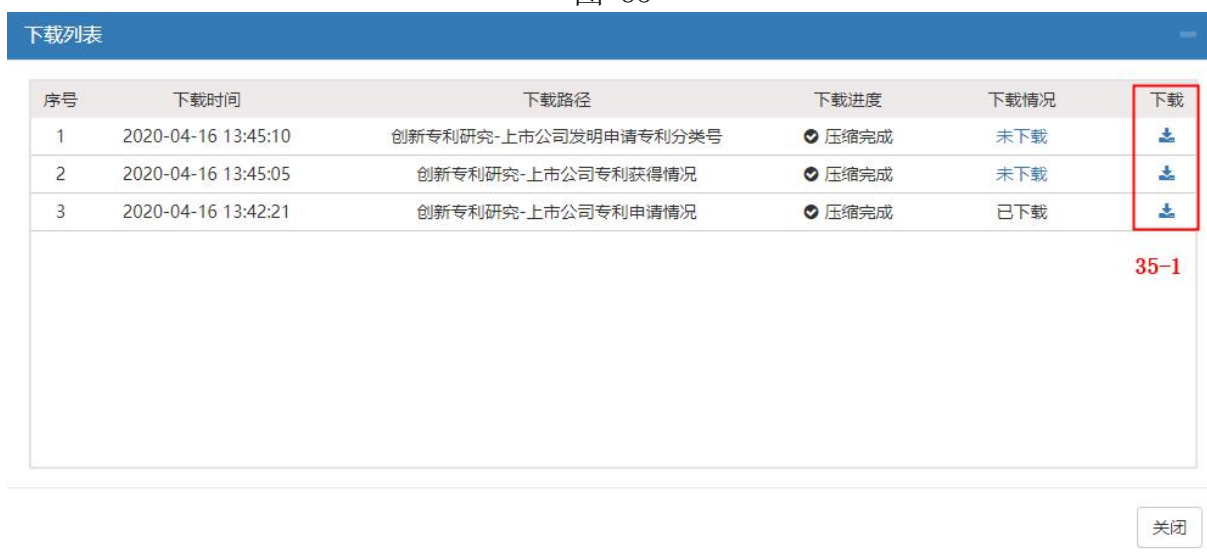 下载列表
序号 下载时间 下载路径 下载进度 下载情况 下载
1 2020-04-16 13:45:10 创新专利研究-上市公司发明申请专利分类号 压缩完成 未下载
2 2020-04-16 13:45:05 创新专利研究-上市公司专利获得情况 压缩完成 未下载
3 2020-04-16 13:42:21 创新专利研究-上市公司专利申请情况 压缩完成 已下载
35-1
关闭